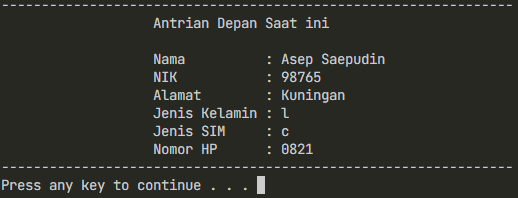 ----------------------------------------------------------------
Antrian Depan Saat ini
Nama : Asep Saepudin
NIK : 98765
Alamat : Kuningan
Jenis Kelamin : l
Jenis SIM : c
Nomor HP : 0821
----------------------------------------------------------------
Press any key to continue . . .